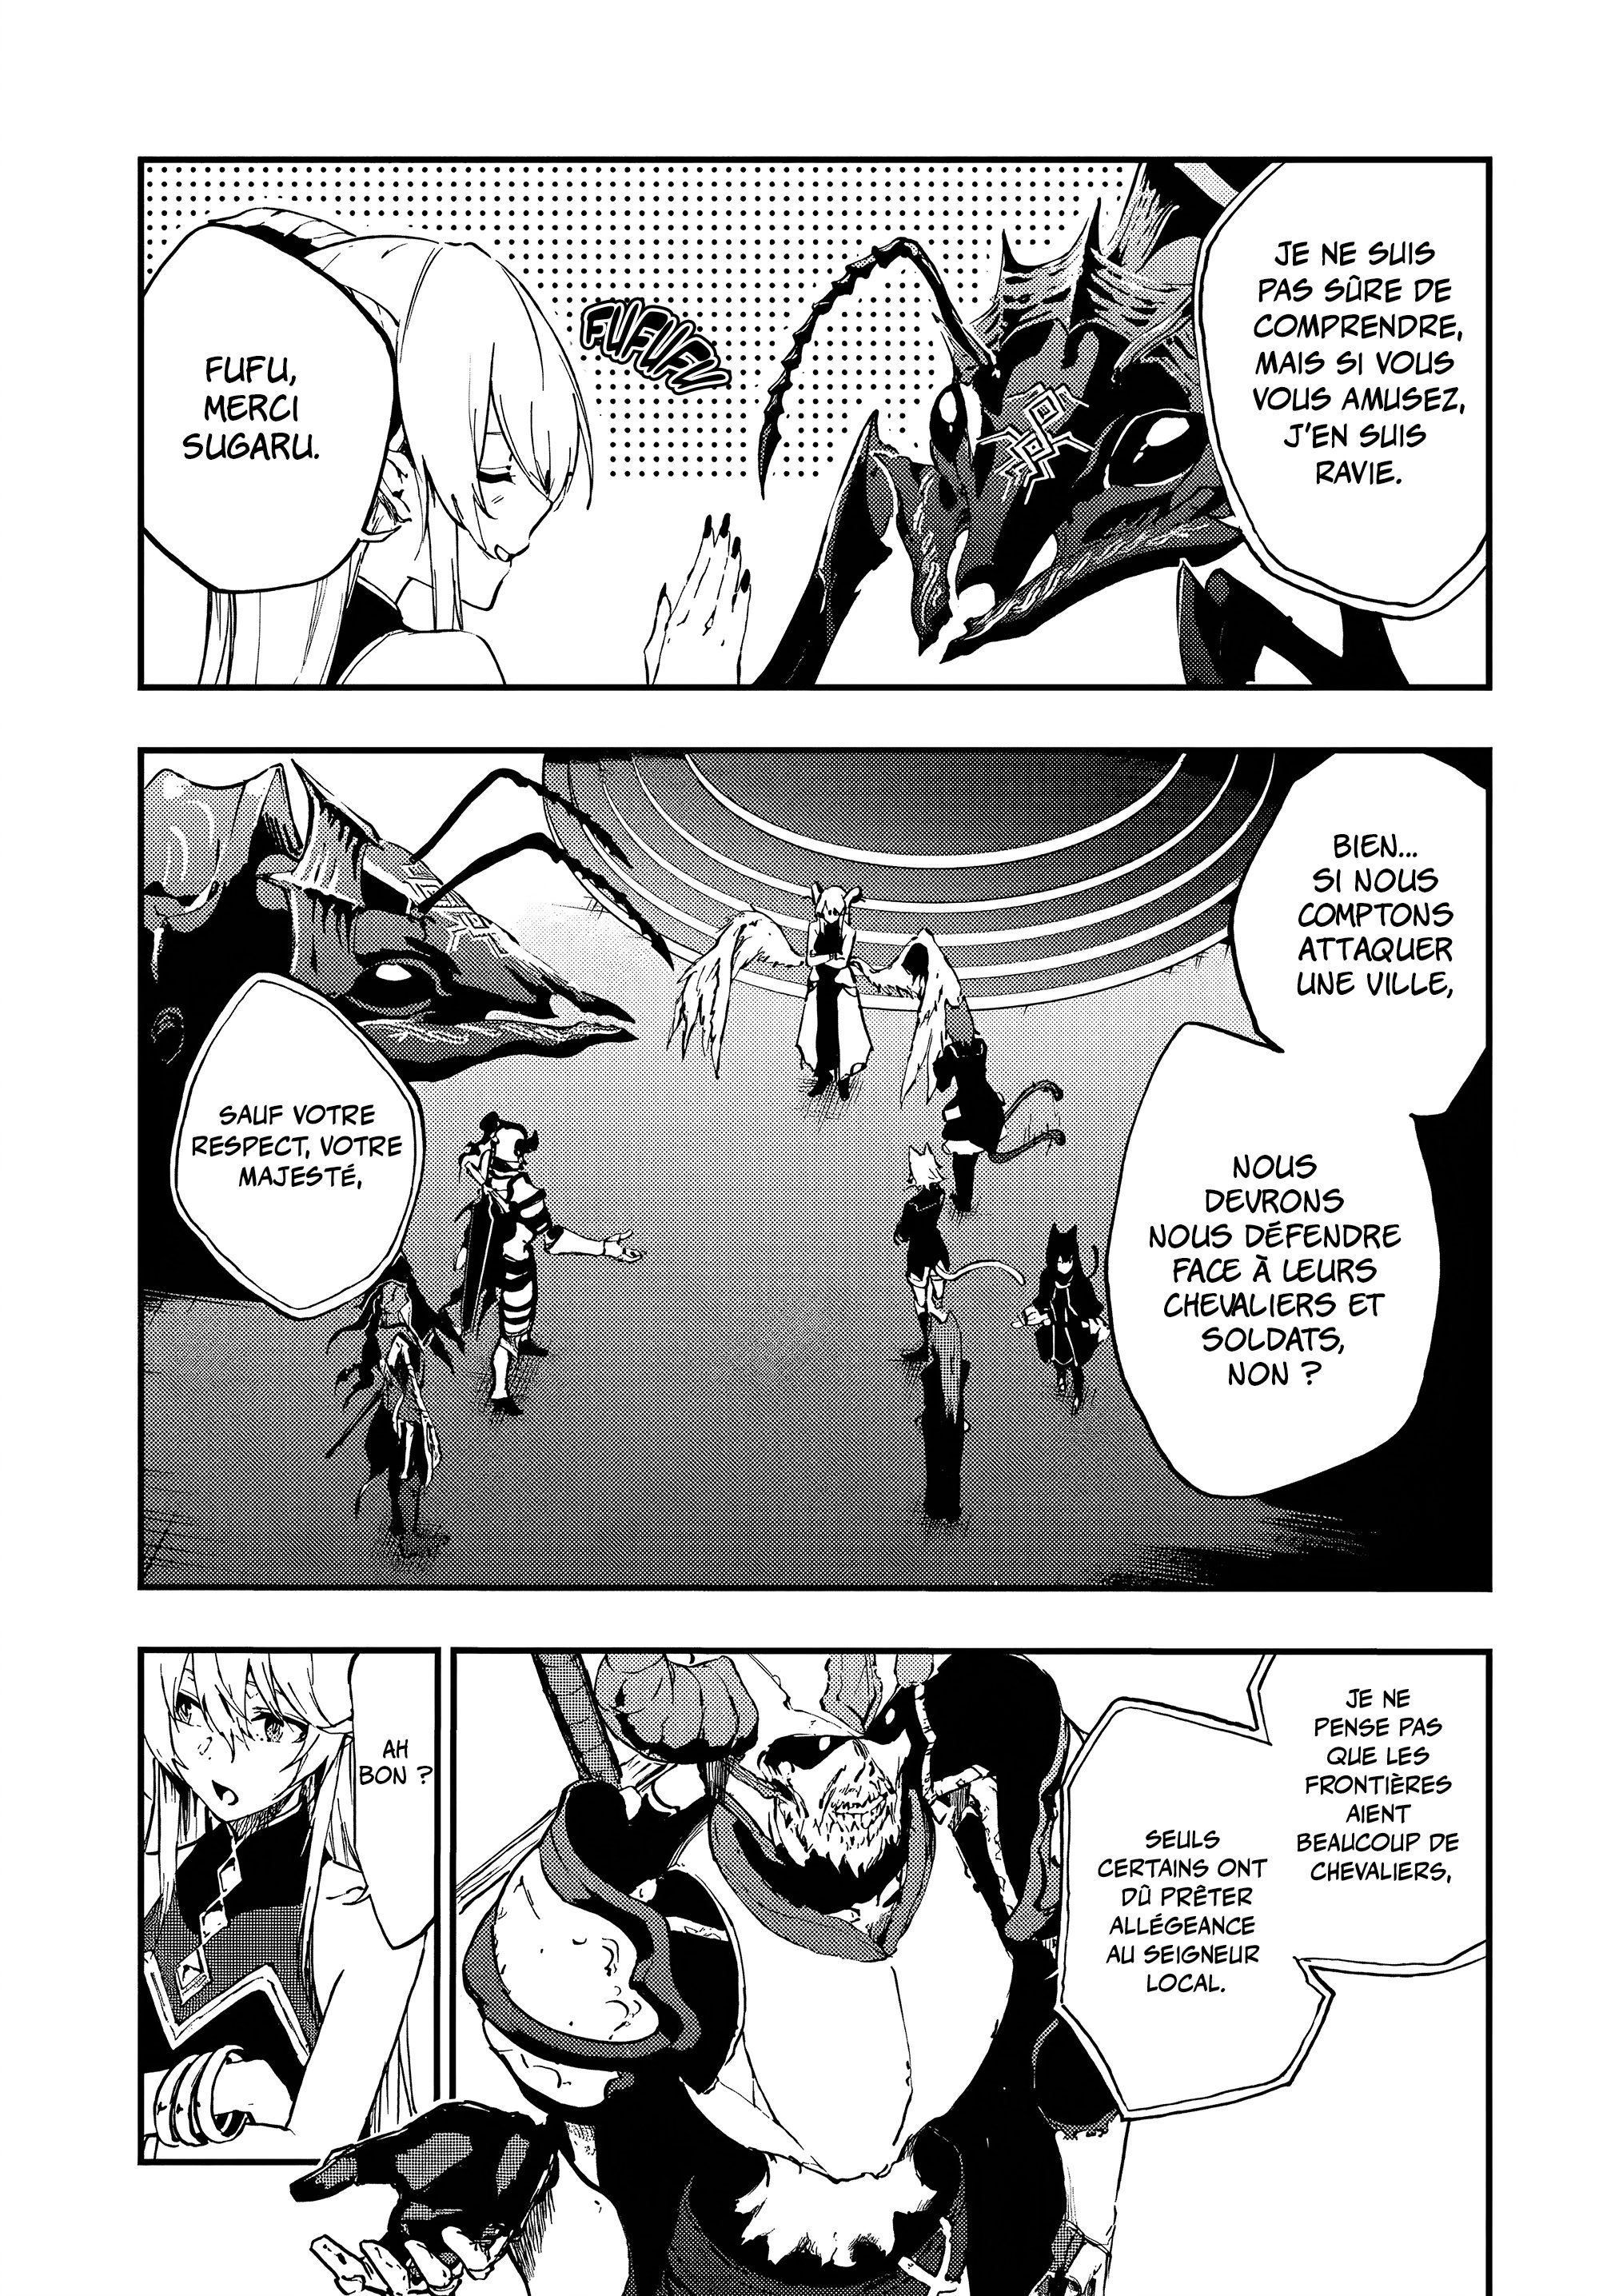 JE NE SUIS
PAS SÛRE DE
COMPRENDRE,
MAIS SI VOUS
VOUS AMUSEZ,
J'EN SUIS
RAVIE.
FUFUFU
FUFU,
MERCI
SUGARU.
BIEN...
SI NOUS
COMPTONS
ATTAQUER
UNE VILLE,
NOUS
DEVRONS
NOUS DÉFENDRE
FACE À LEURS
CHEVALIERS ET
SOLDATS,
NON ?
SAUF VOTRE
RESPECT, VOTRE
MAJESTÉ,
JE NE
PENSE PAS
QUE LES
FRONTIÈRES
AIENT
BEAUCOUP DE
CHEVALIERS,
SEULS
CERTAINS ONT
DÛ PRÊTER
ALLÉGEANCE
AU SEIGNEUR
LOCAL.
AH
BON ?